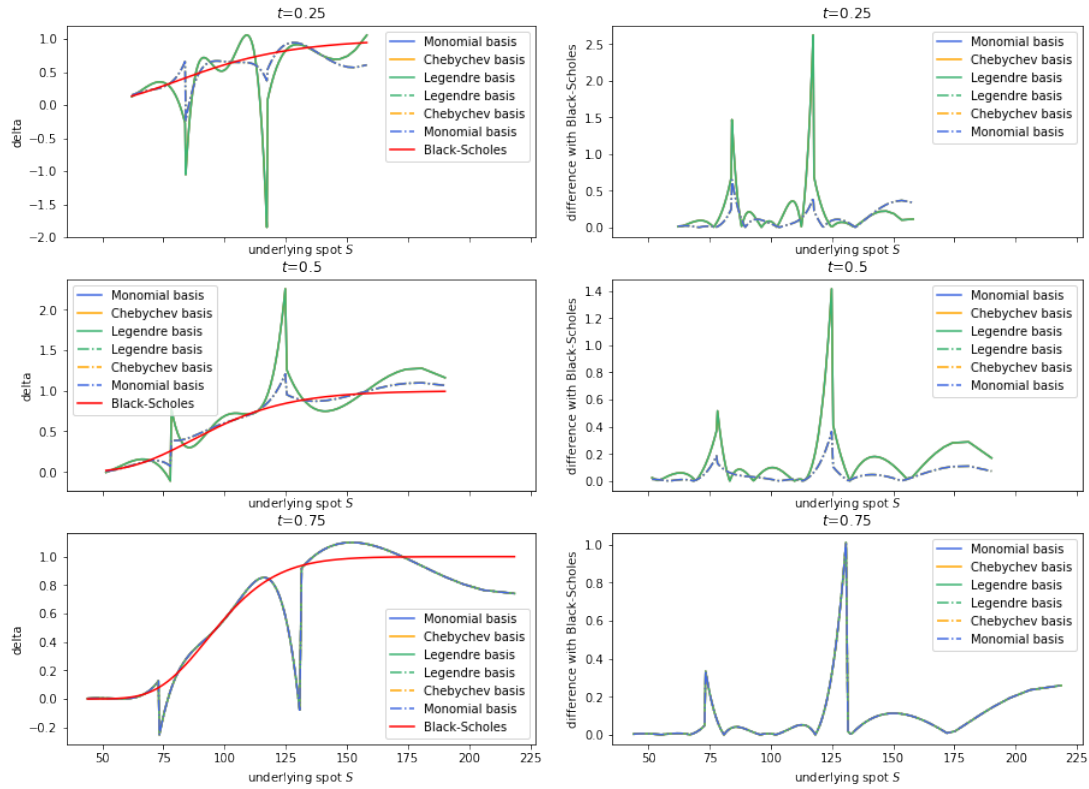 t=0.25
delta
1.0
0.5
0.0
−0.5
−1.0
−1.5
−2.0
Monomial basis
Chebychev basis
Legendre basis
Legendre basis
Chebychev basis
Monomial basis
Black-Scholes
underlying spot S
t=0.25
difference with Black-Scholes
2.5
2.0
1.5
1.0
0.5
0.0
Monomial basis
Chebychev basis
Legendre basis
Legendre basis
Chebychev basis
Monomial basis
underlying spot S
t=0.5
delta
2.0
1.5
1.0
0.5
0.0
Monomial basis
Chebychev basis
Legendre basis
Legendre basis
Chebychev basis
Monomial basis
Black-Scholes
underlying spot S
t=0.5
difference with Black-Scholes
1.4
1.2
1.0
0.8
0.6
0.4
0.2
0.0
Monomial basis
Chebychev basis
Legendre basis
Legendre basis
Chebychev basis
Monomial basis
underlying spot S
t=0.75
delta
1.0
0.8
0.6
0.4
0.2
0.0
−0.2
Monomial basis
Chebychev basis
Legendre basis
Legendre basis
Chebychev basis
Monomial basis
Black-Scholes
50 75 100 125 150 175 200 225
underlying spot S
t=0.75
difference with Black-Scholes
1.0
0.8
0.6
0.4
0.2
0.0
Monomial basis
Chebychev basis
Legendre basis
Legendre basis
Chebychev basis
Monomial basis
50 75 100 125 150 175 200 225
underlying spot S